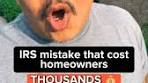 IRS mistake that cost
homeowners
THOUSANDS 💰